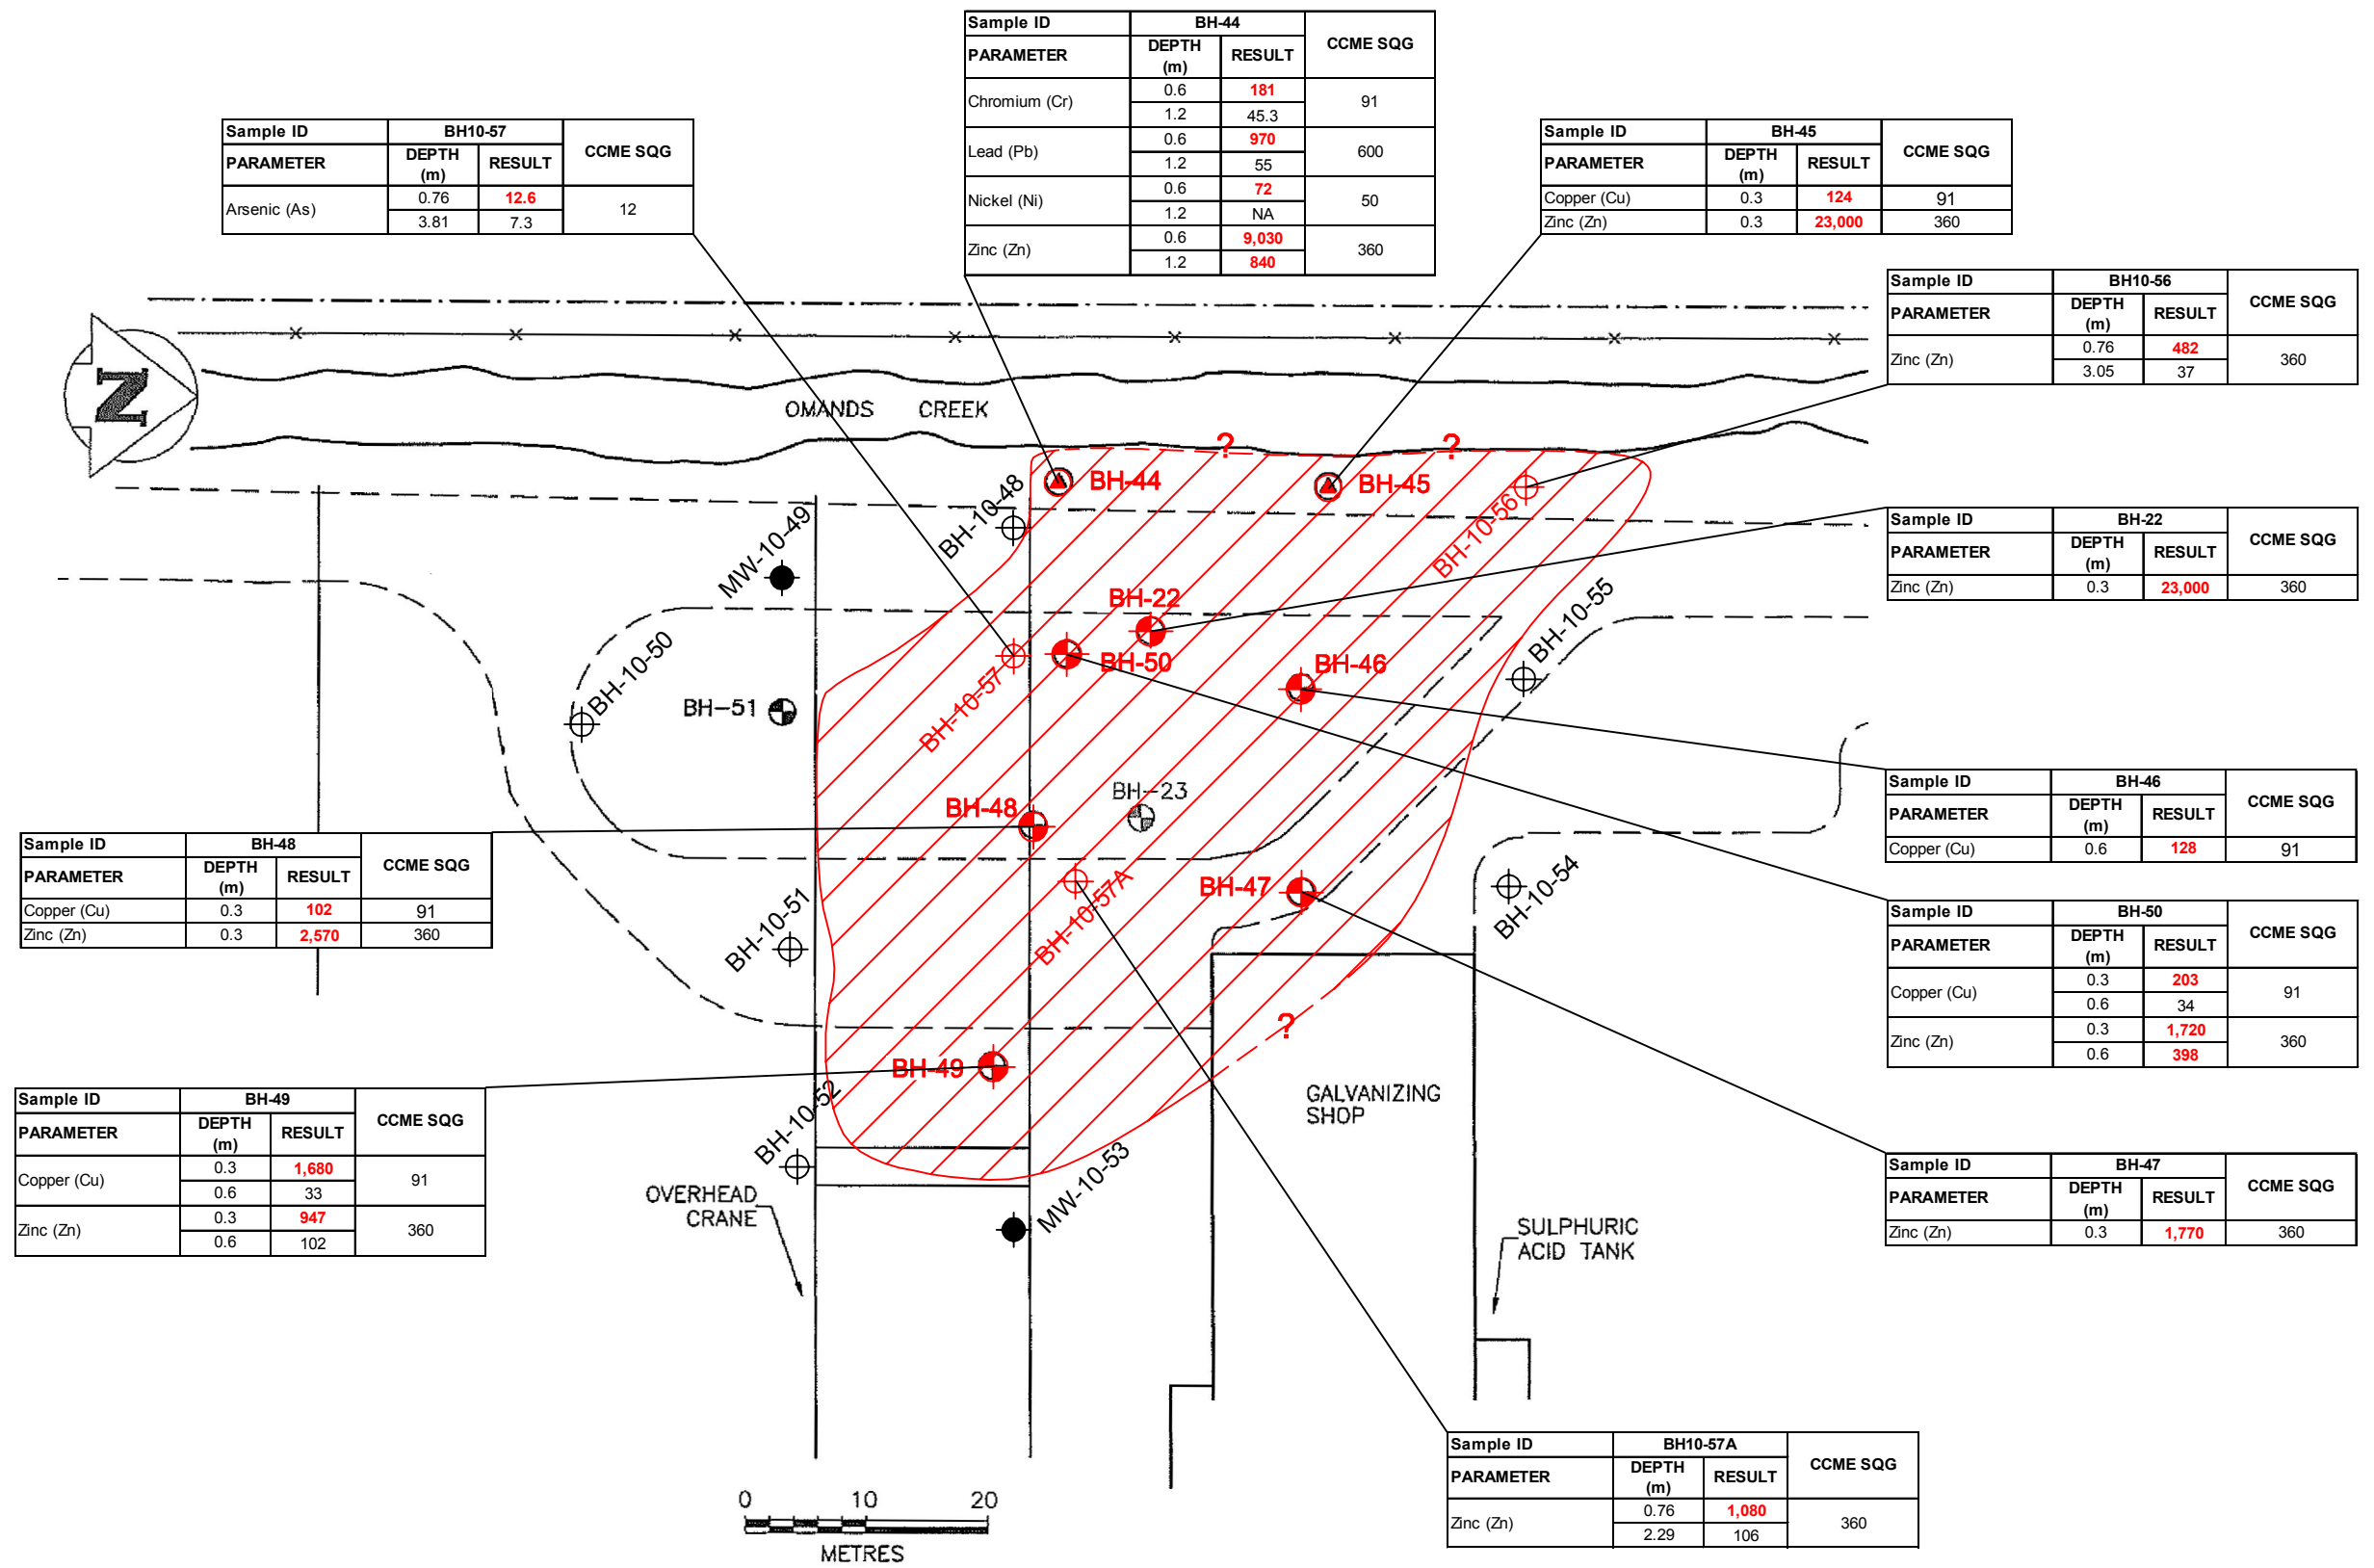 Sample ID BH-44 CCME SQG
PARAMETER DEPTH (m) RESULT
Chromium (Cr) 0.6 181 91
1.2 45.3
Lead (Pb) 0.6 970 600
1.2 55
Nickel (Ni) 0.6 72 50
1.2 NA
Zinc (Zn) 0.6 9,030 360
1.2 840
Sample ID BH10-57 CCME SQG
PARAMETER DEPTH (m) RESULT
Arsenic (As) 0.76 12.6 12
3.81 7.3
Sample ID BH-45 CCME SQG
PARAMETER DEPTH (m) RESULT
Copper (Cu) 0.3 124 91
Zinc (Zn) 0.3 23,000 360
Sample ID BH10-56 CCME SQG
PARAMETER DEPTH (m) RESULT
Zinc (Zn) 0.76 482 360
3.05 37
N
OMANDS CREEK
? ?
BH-44
BH-45
BH-10-48
BH-10-56
MW-10-49
Sample ID BH-22 CCME SQG
PARAMETER DEPTH (m) RESULT
Zinc (Zn) 0.3 23,000 360
BH-22
BH-10-55
BH-10-50
BH-50
BH-46
BH-10-57
BH-51
BH-23
BH-48
Sample ID BH-46 CCME SQG
PARAMETER DEPTH (m) RESULT
Copper (Cu) 0.6 128 91
Sample ID BH-48 CCME SQG
PARAMETER DEPTH (m) RESULT
Copper (Cu) 0.3 102 91
Zinc (Zn) 0.3 2,570 360
BH-47
BH-10-54
BH-10-57A
BH-10-51
Sample ID BH-50 CCME SQG
PARAMETER DEPTH (m) RESULT
Copper (Cu) 0.3 203 91
0.6 34
Zinc (Zn) 0.3 1,720 360
0.6 398
?
BH-49
BH-10-52
GALVANIZING
SHOP
Sample ID BH-49 CCME SQG
PARAMETER DEPTH (m) RESULT
Copper (Cu) 0.3 1,680 91
0.6 33
Zinc (Zn) 0.3 947 360
0.6 102
MW-10-53
OVERHEAD
CRANE
SULPHURIC
ACID TANK
Sample ID BH-47 CCME SQG
PARAMETER DEPTH (m) RESULT
Zinc (Zn) 0.3 1,770 360
Sample ID BH10-57A CCME SQG
PARAMETER DEPTH (m) RESULT
Zinc (Zn) 0.76 1,080 360
2.29 106
0 10 20
METRES